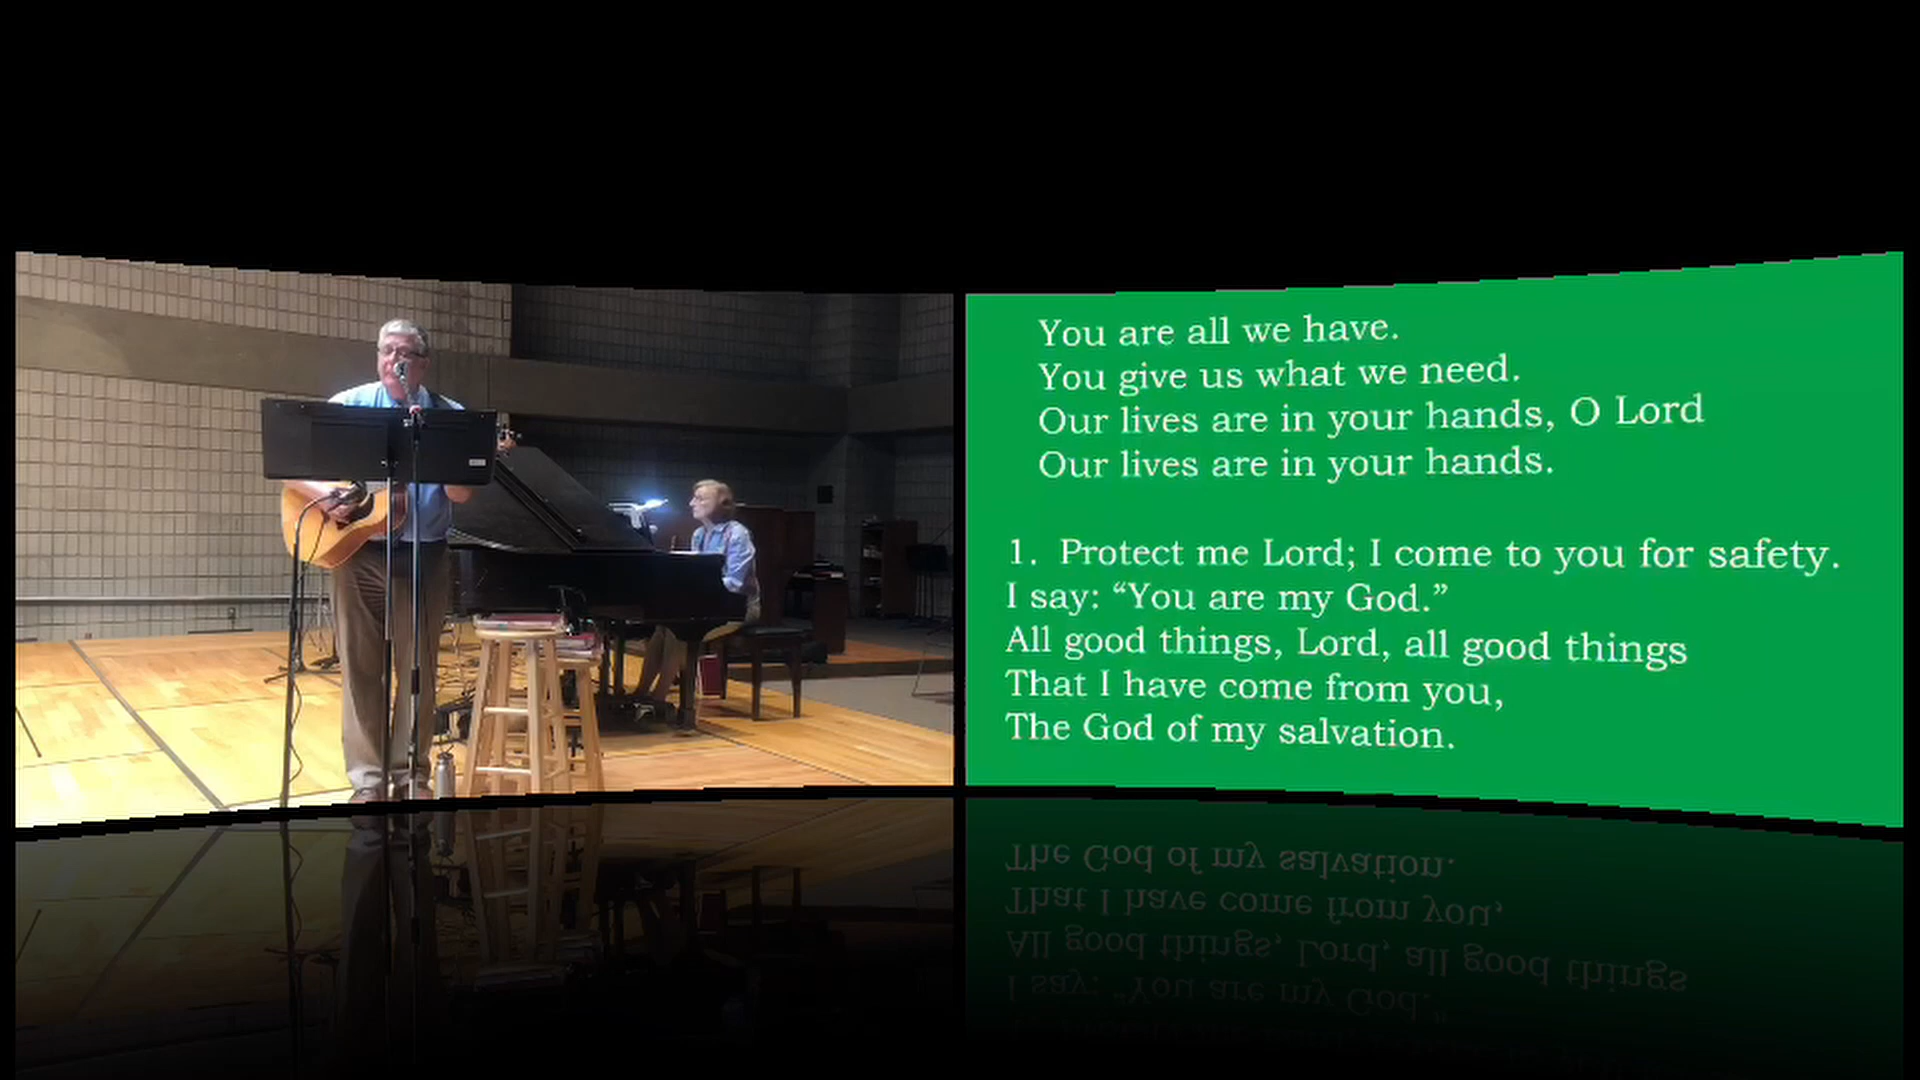 You are all we have.
You give us what we need.
Our lives are in your hands, O Lord
Our lives are in your hands.
1. Protect me Lord; I come to you for safety.
I say: “You are my God.”
All good things, Lord, all good things
That I have come from you,
The God of my salvation.